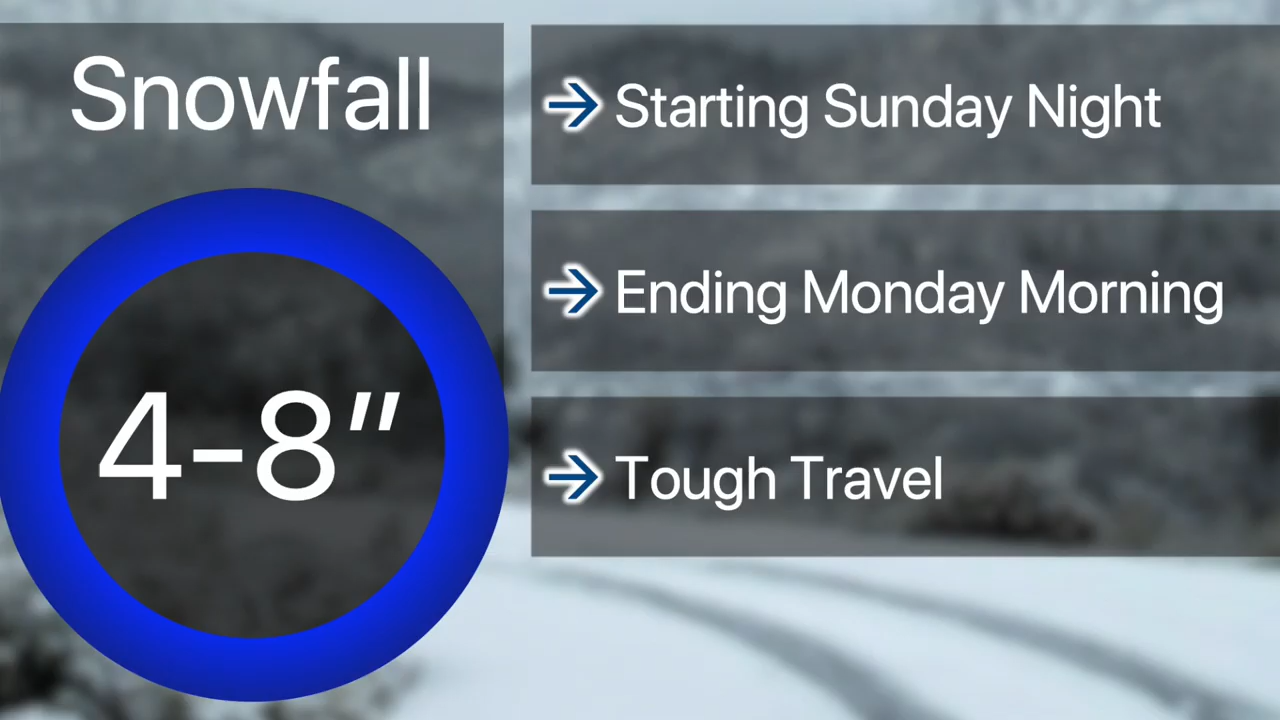 Snowfall
4-8"
Starting Sunday Night
Ending Monday Morning
Tough Travel